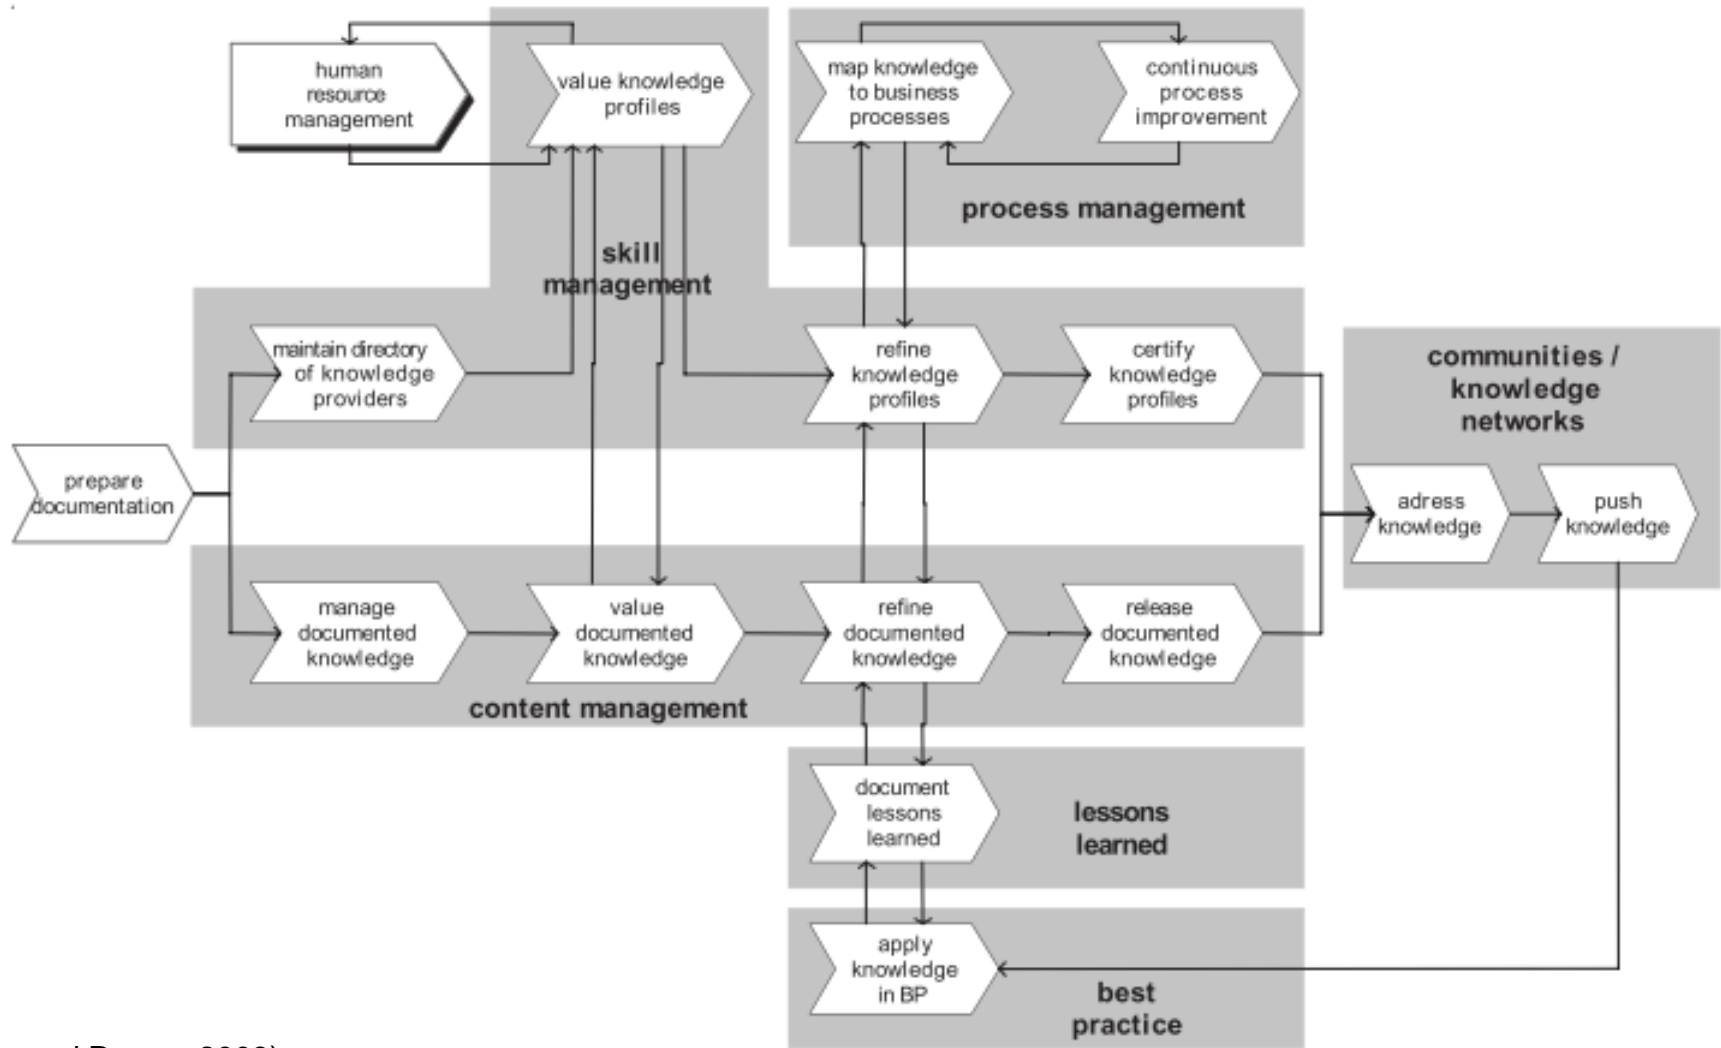 human
resource
management
value knowledge
profiles
map knowledge
to business
processes
continuous
process
improvement
process management
skill
management
maintain directory
of knowledge
providers
refine
knowledge
profiles
certify
knowledge
profiles
communities /
knowledge
networks
prepare
documentation
adress
knowledge
push
knowledge
manage
documented
knowledge
value
documented
knowledge
refine
documented
knowledge
release
documented
knowledge
content management
document
lessons
learned
lessons
learned
apply
knowledge
in BP
best
practice